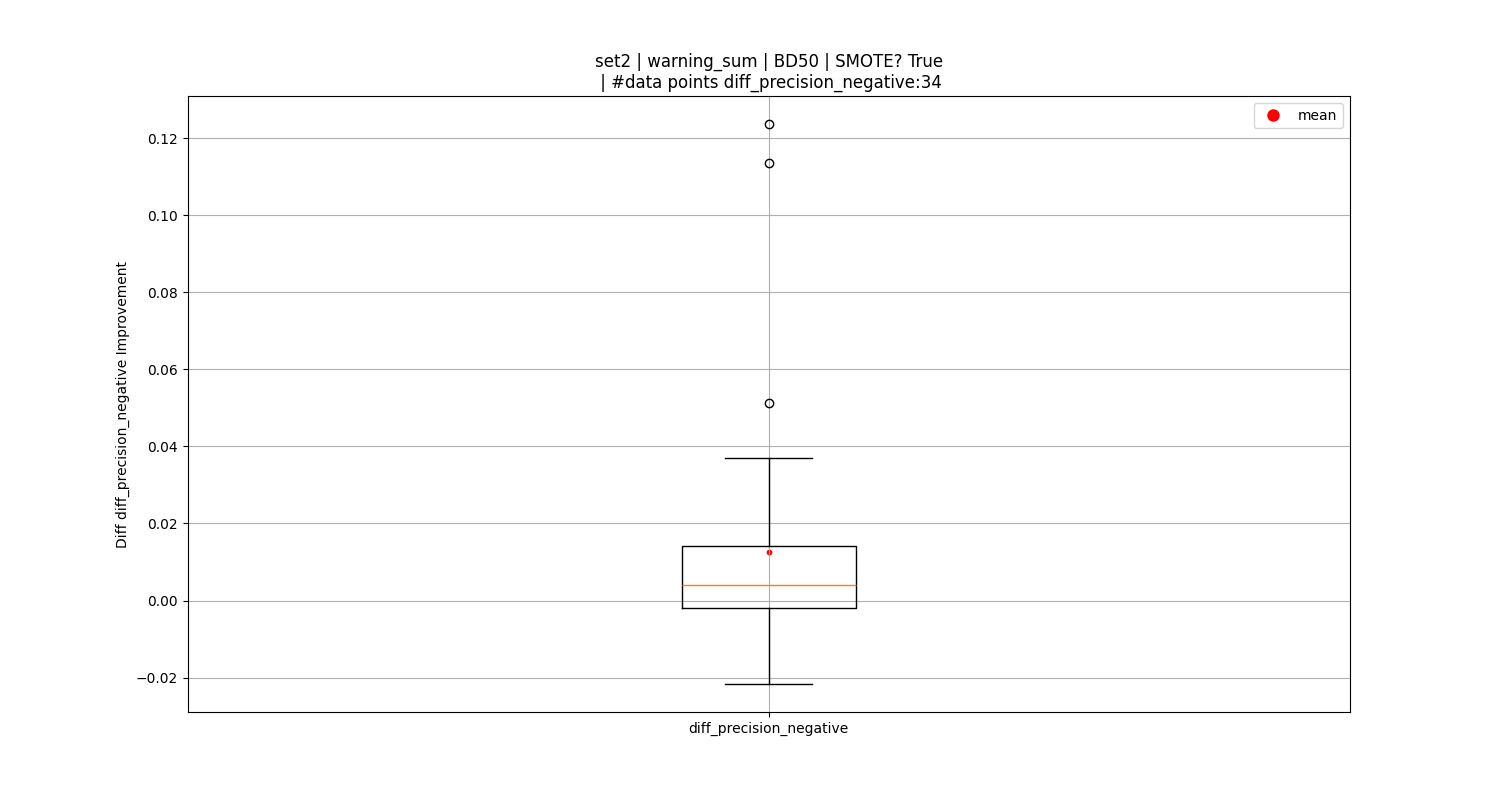 set2 | warning_sum | BD50 | SMOTE? True
| #data points diff_precision_negative:34
mean
0.12
0.10
0.08
0.06
0.04
0.02
0.00
−0.02
Diff diff_precision_negative Improvement
diff_precision_negative